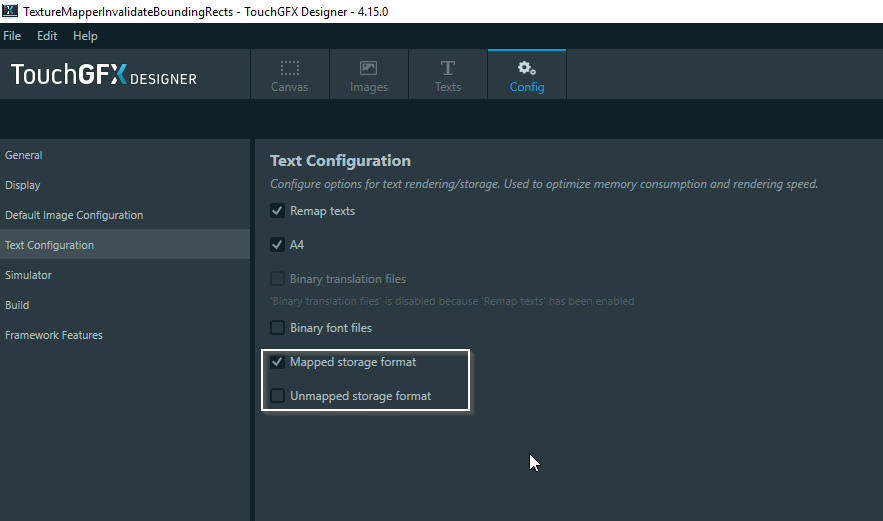 TextureMapperInvalidateBoundingRects - TouchGFX Designer - 4.15.0
File Edit Help
TouchGFX DESIGNER
Canvas Images Texts Config
General
Display
Default Image Configuration
Text Configuration
Simulator
Build
Framework Features
Text Configuration
Configure options for text rendering/storage. Used to optimize memory consumption and rendering speed.
Remap texts
A4
Binary translation files
'Binary translation files' is disabled because 'Remap texts' has been enabled
Binary font files
Mapped storage format
Unmapped storage format